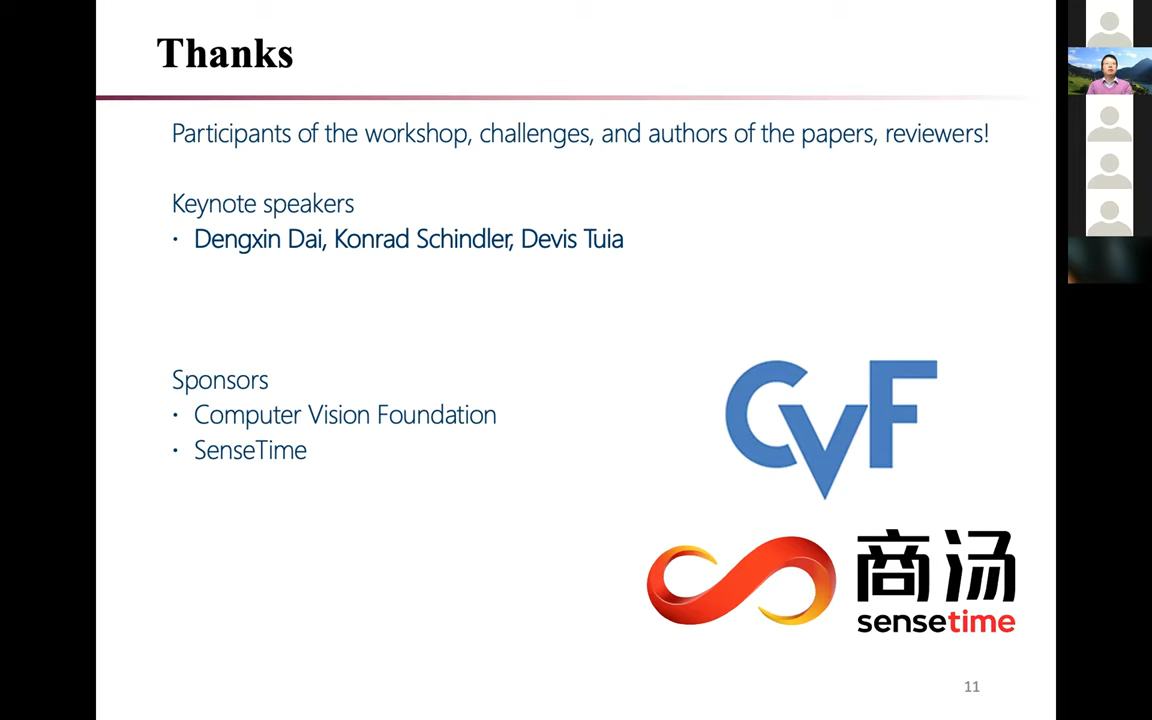 Thanks
Participants of the workshop, challenges, and authors of the papers, reviewers!
Keynote speakers
· Dengxin Dai, Konrad Schindler, Devis Tuia
Sponsors
· Computer Vision Foundation
· SenseTime
CVF
商汤
sensetime
11